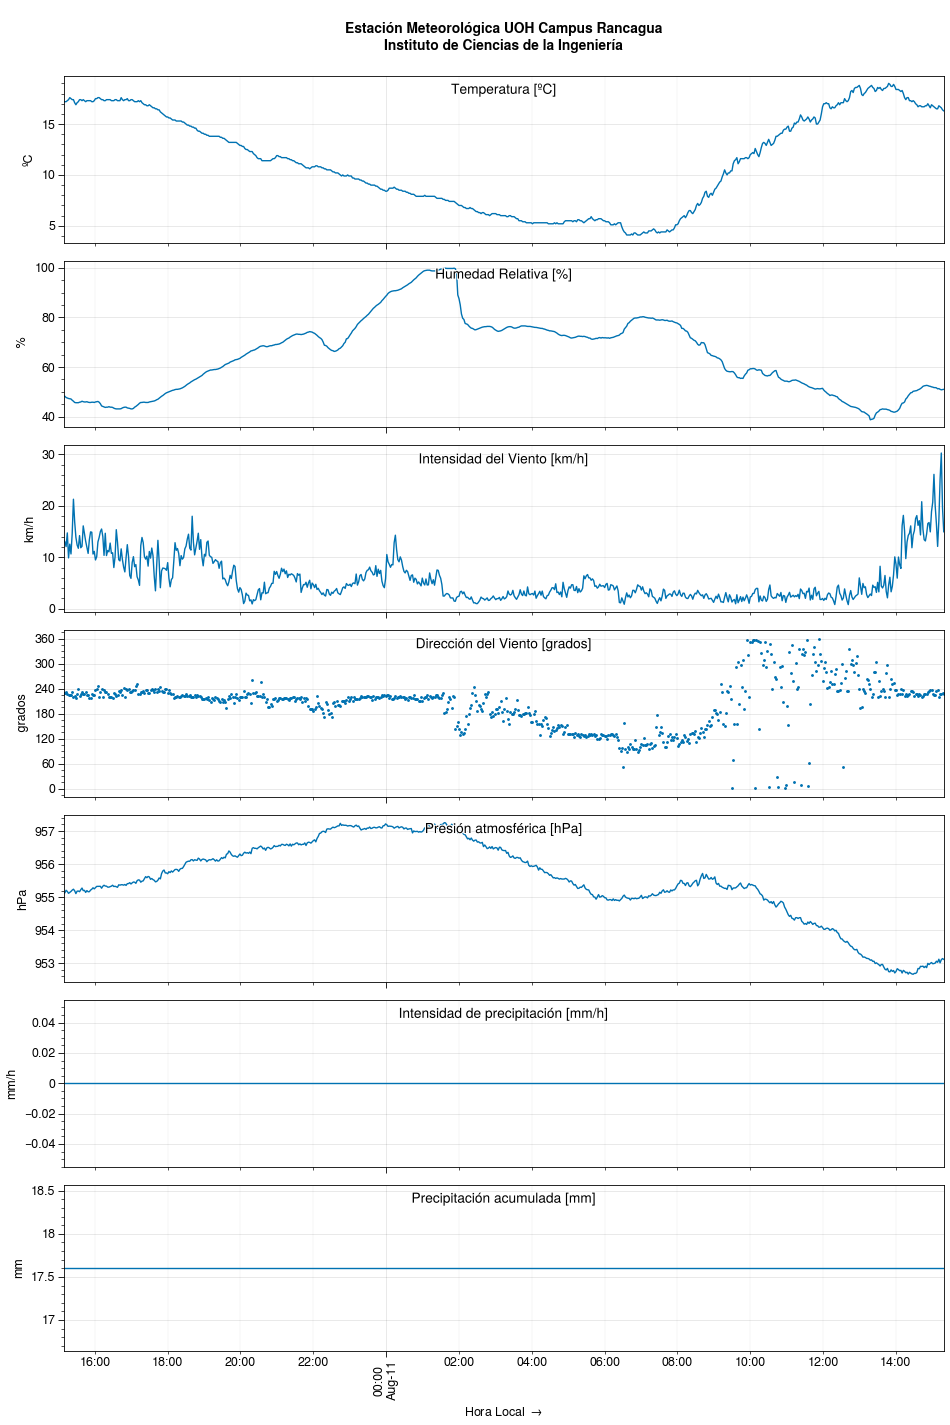 Estación Meteorológica UOH Campus Rancagua
Instituto de Ciencias de la Ingeniería
Temperatura [ºC]
ºC
15
10
5
Humedad Relativa [%]
%
100
80
60
40
Intensidad del Viento [km/h]
km/h
30
20
10
0
Dirección del Viento [grados]
grados
360
300
240
180
120
60
0
Presión atmosférica [hPa]
hPa
957
956
955
954
953
Intensidad de precipitación [mm/h]
mm/h
0.04
0.02
0
−0.02
−0.04
Precipitación acumulada [mm]
mm
18.5
18
17.5
17
16:00 18:00 20:00 22:00 00:00 02:00 04:00 06:00 08:00 10:00 12:00 14:00
Aug-11
Hora Local →